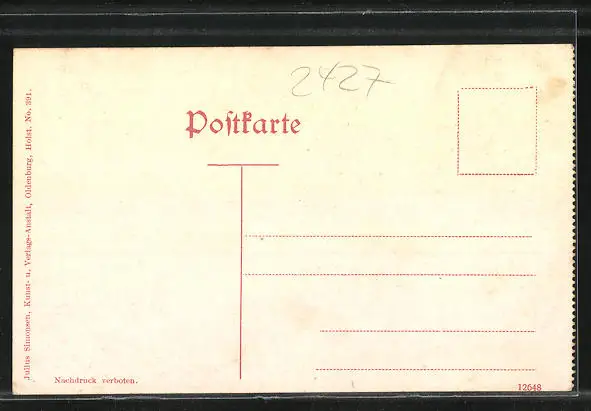 2427
Poſtkarte
Julius Simonsen, Kunst- u. Verlags-Anstalt, Oldenburg, Holst. No. 391.
Nachdruck verboten.
12648